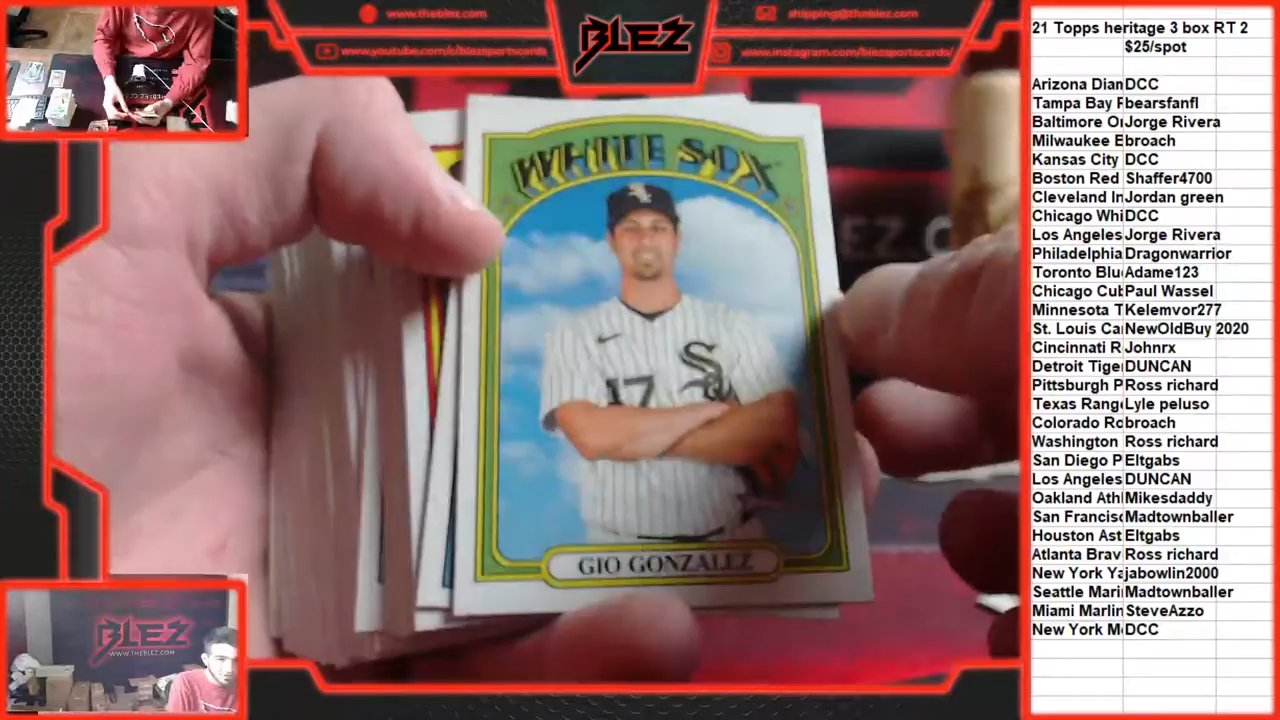 www.theblez.com
www.youtube.com/c/blezsportscards/
BLEZ
shipping@theblez.com
www.instagram.com/blezsportscards/
WHITE SOX
17
GIO GONZALEZ
BLEZ
WWW.THEBLEZ.COM
21 Topps heritage 3 box RT 2
$25/spot
Arizona Dian DCC
Tampa Bay R bearsfanfl
Baltimore Or Jorge Rivera
Milwaukee B broach
Kansas City DCC
Boston Red Shaffer4700
Cleveland In Jordan green
Chicago Whi DCC
Los Angeles Jorge Rivera
Philadelphia Dragonwarrior
Toronto Blu Adame123
Chicago Cub Paul Wassel
Minnesota T Kelemvor277
St. Louis Car NewOldBuy 2020
Cincinnati R Johnrx
Detroit Tige DUNCAN
Pittsburgh P Ross richard
Texas Rang Lyle peluso
Colorado Ro broach
Washington Ross richard
San Diego P Eltgabs
Los Angeles DUNCAN
Oakland Ath Mikesdaddy
San Francisc Madtownballer
Houston Ast Eltgabs
Atlanta Brav Ross richard
New York Ya jabowlin2000
Seattle Mari Madtownballer
Miami Marlin SteveAzzo
New York M DCC